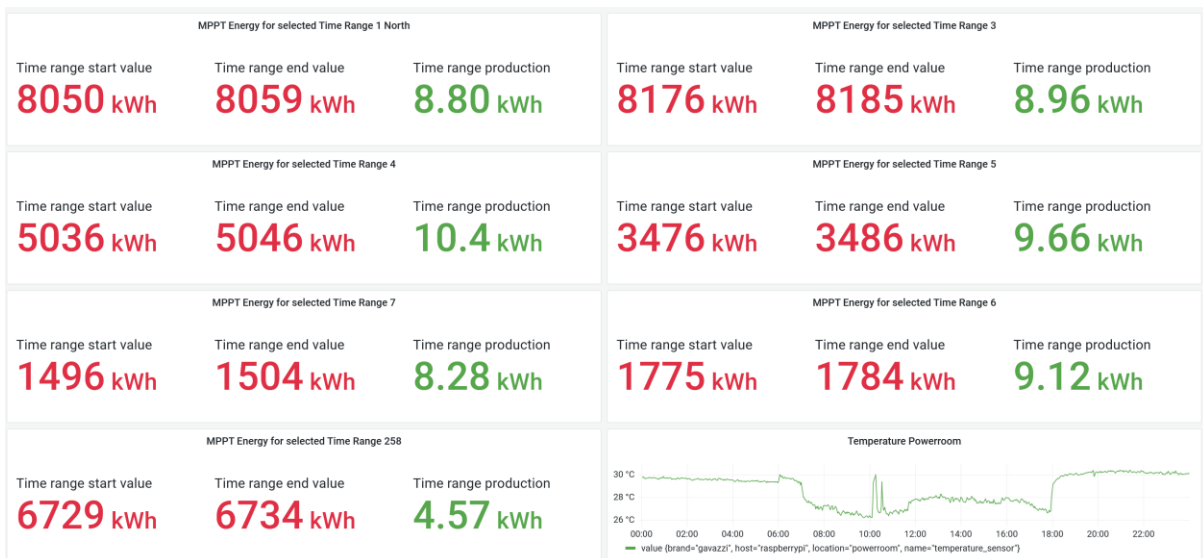 MPPT Energy for selected Time Range 1 North
Time range start value Time range end value Time range production
8050 kWh 8059 kWh 8.80 kWh
MPPT Energy for selected Time Range 3
Time range start value Time range end value Time range production
8176 kWh 8185 kWh 8.96 kWh
MPPT Energy for selected Time Range 4
Time range start value Time range end value Time range production
5036 kWh 5046 kWh 10.4 kWh
MPPT Energy for selected Time Range 5
Time range start value Time range end value Time range production
3476 kWh 3486 kWh 9.66 kWh
MPPT Energy for selected Time Range 7
Time range start value Time range end value Time range production
1496 kWh 1504 kWh 8.28 kWh
MPPT Energy for selected Time Range 6
Time range start value Time range end value Time range production
1775 kWh 1784 kWh 9.12 kWh
MPPT Energy for selected Time Range 258
Time range start value Time range end value Time range production
6729 kWh 6734 kWh 4.57 kWh
Temperature Powerroom
30 °C
28 °C
26 °C
00:00 02:00 04:00 06:00 08:00 10:00 12:00 14:00 16:00 18:00 20:00 22:00
value {brand="gavazzi", host="raspberrypi", location="powerroom", name="temperature_sensor"}